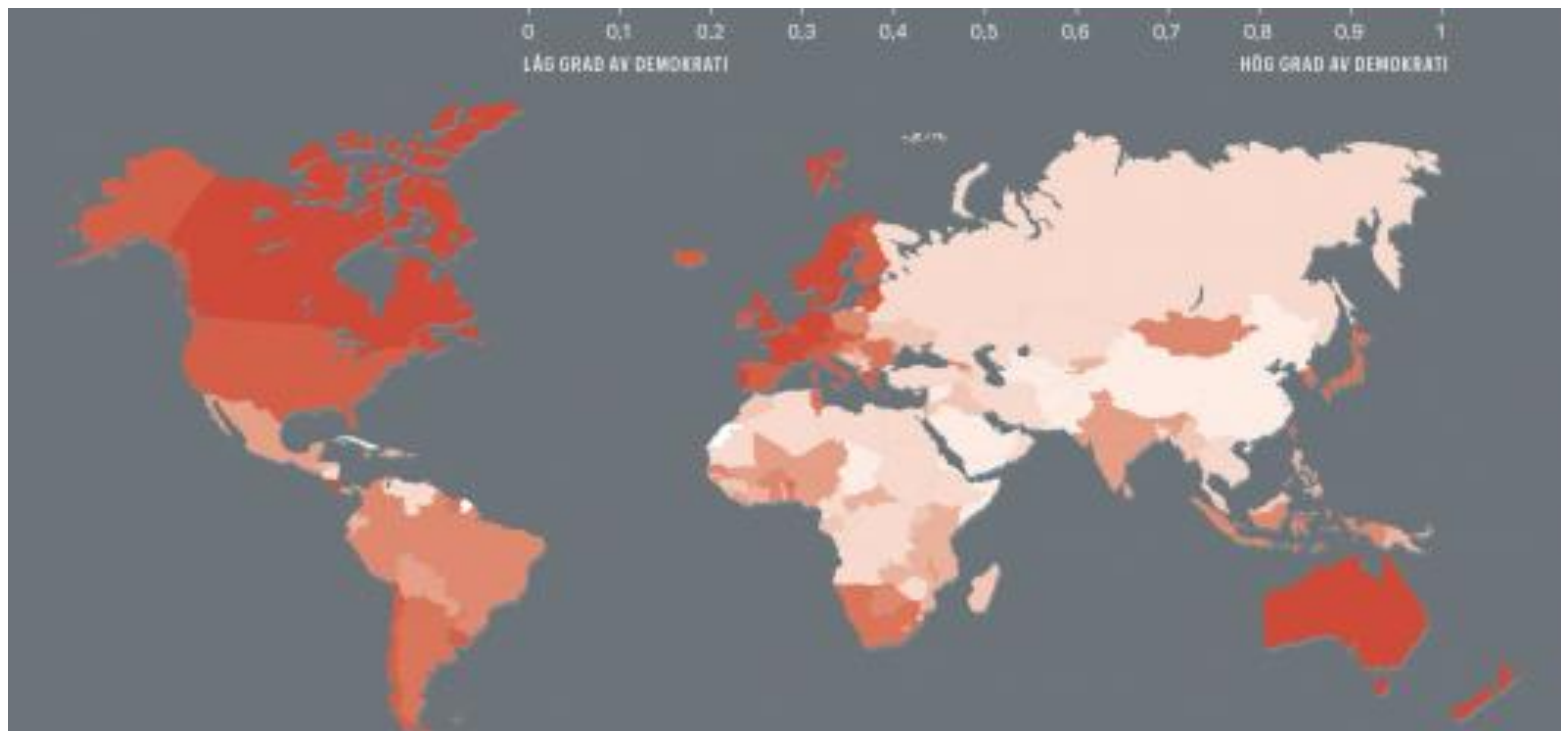 0 0,1 0,2 0,3 0,4 0,5 0,6 0,7 0,8 0,9 1
LÅG GRAD AV DEMOKRATI HÖG GRAD AV DEMOKRATI